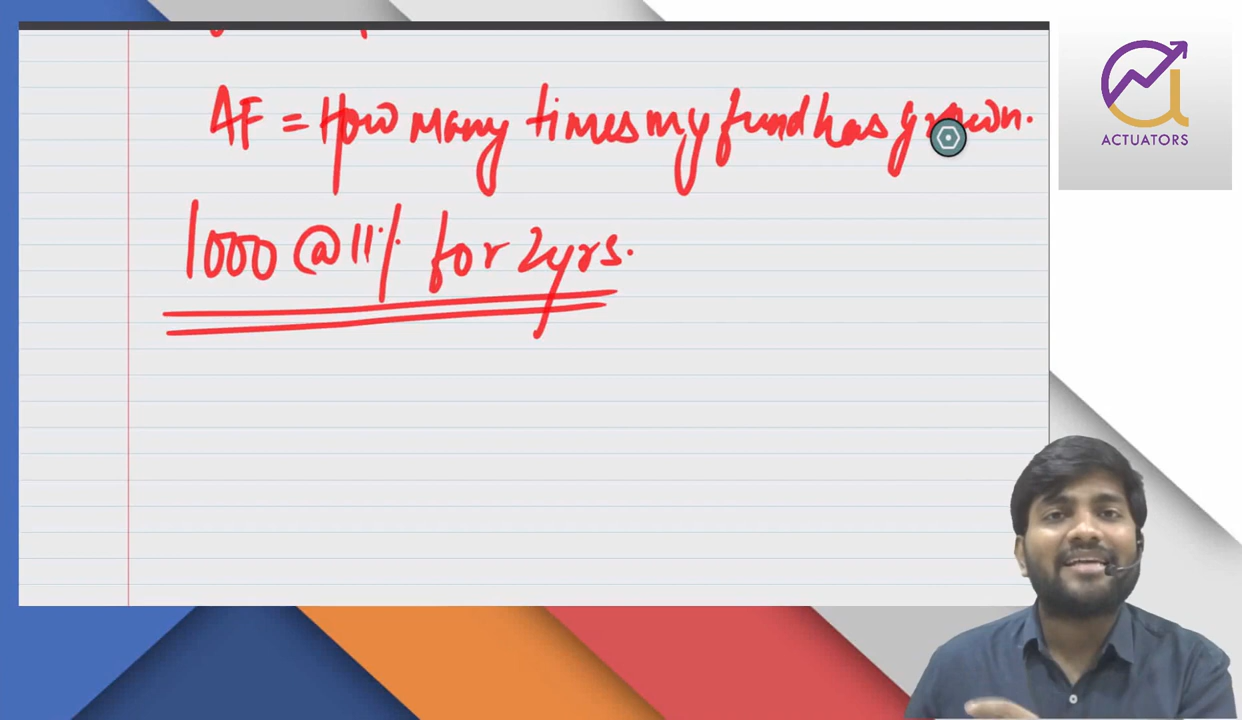 AF = How many times my fund has grown.
1000 @ 11% for 2yrs.
ACTUATORS